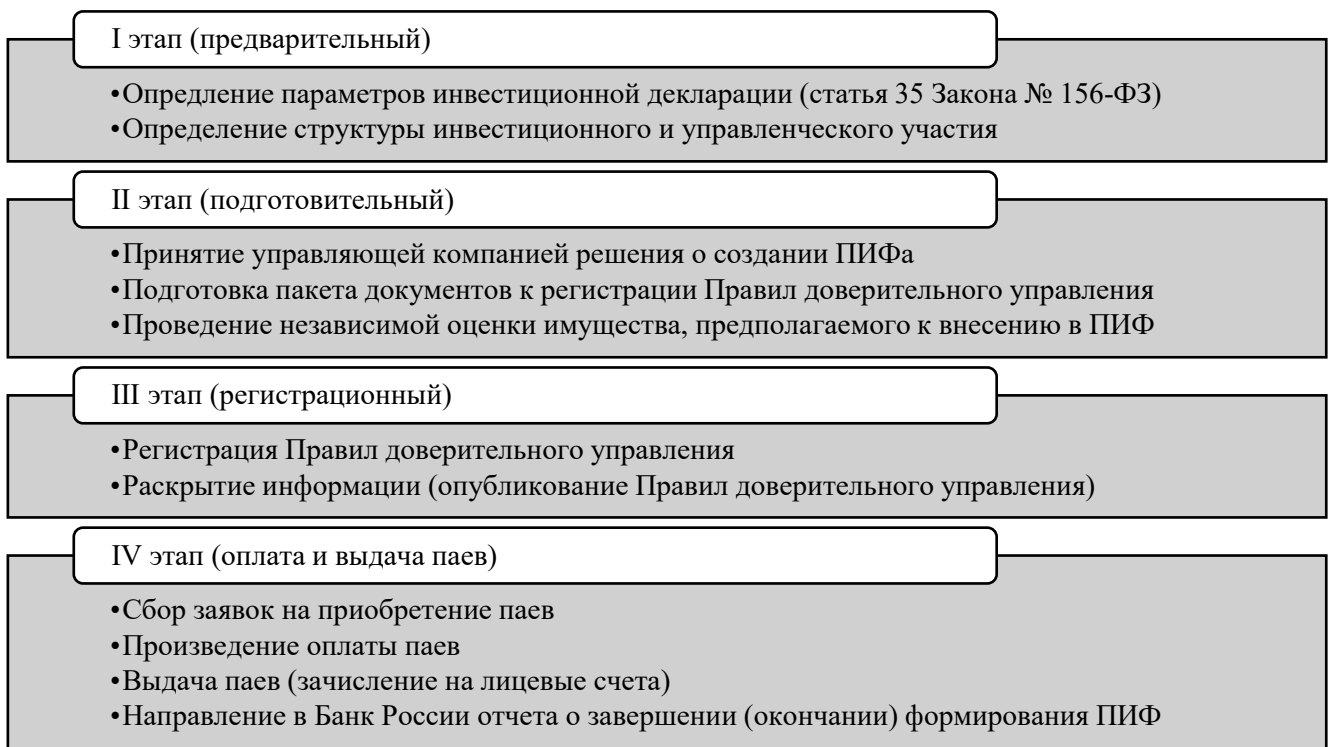 I этап (предварительный)
•Опредление параметров инвестиционной декларации (статья 35 Закона № 156-ФЗ)
•Определение структуры инвестиционного и управленческого участия
II этап (подготовительный)
•Принятие управляющей компанией решения о создании ПИФа
•Подготовка пакета документов к регистрации Правил доверительного управления
•Проведение независимой оценки имущества, предполагаемого к внесению в ПИФ
III этап (регистрационный)
•Регистрация Правил доверительного управления
•Раскрытие информации (опубликование Правил доверительного управления)
IV этап (оплата и выдача паев)
•Сбор заявок на приобретение паев
•Произведение оплаты паев
•Выдача паев (зачисление на лицевые счета)
•Направление в Банк России отчета о завершении (окончании) формирования ПИФ